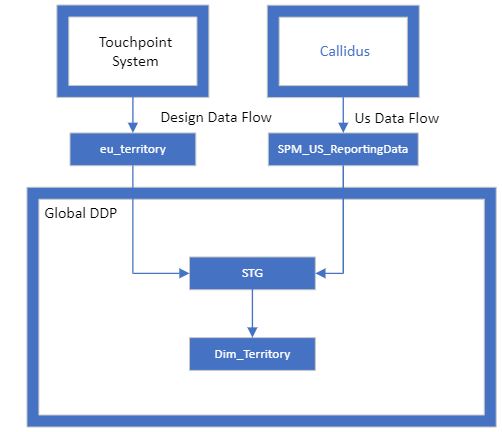 Touchpoint
System
Callidus
Design Data Flow
Us Data Flow
eu_territory
SPM_US_ReportingData
Global DDP
STG
Dim_Territory